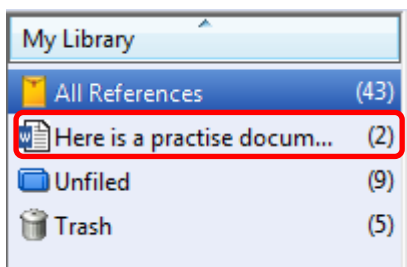 My Library
All References (43)
Here is a practise docum... (2)
Unfiled (9)
Trash (5)